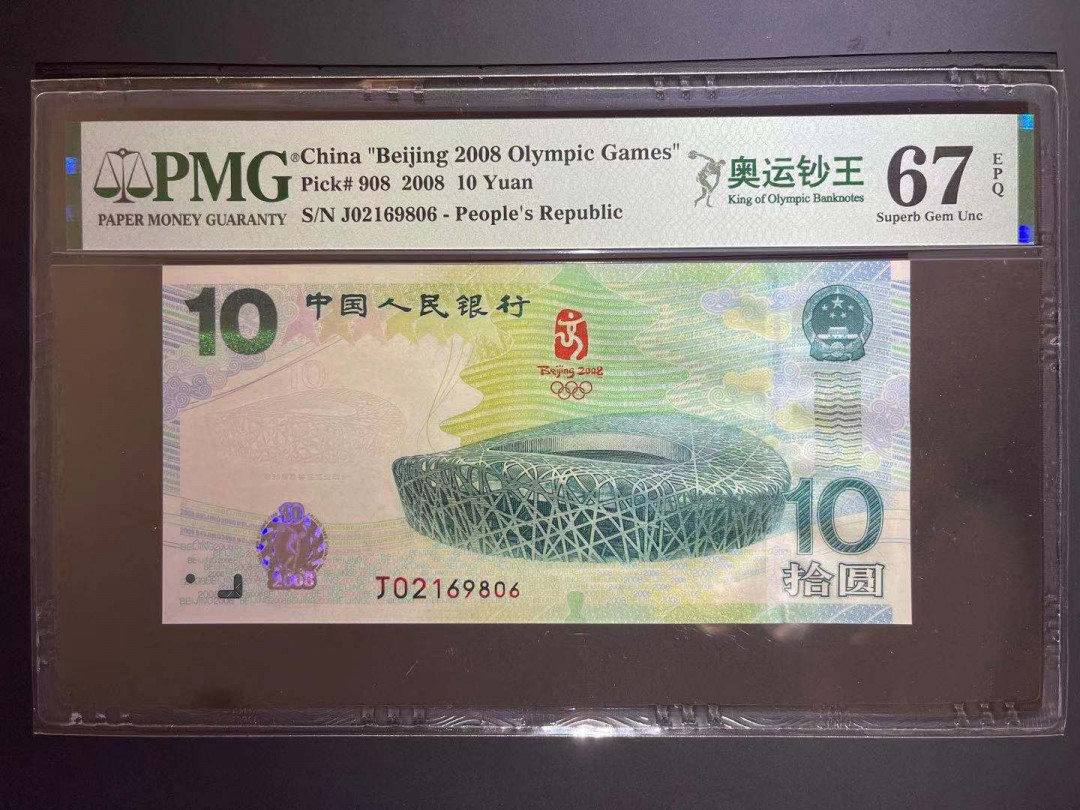 PMG®
PAPER MONEY GUARANTY
China "Beijing 2008 Olympic Games"
Pick# 908 2008 10 Yuan
S/N J02169806 - People's Republic
奥运钞王
King of Olympic Banknotes
67
Superb Gem Unc
EPQ
10
中国人民银行
Beijing 2008
10
2008
J02169806
10
拾圆